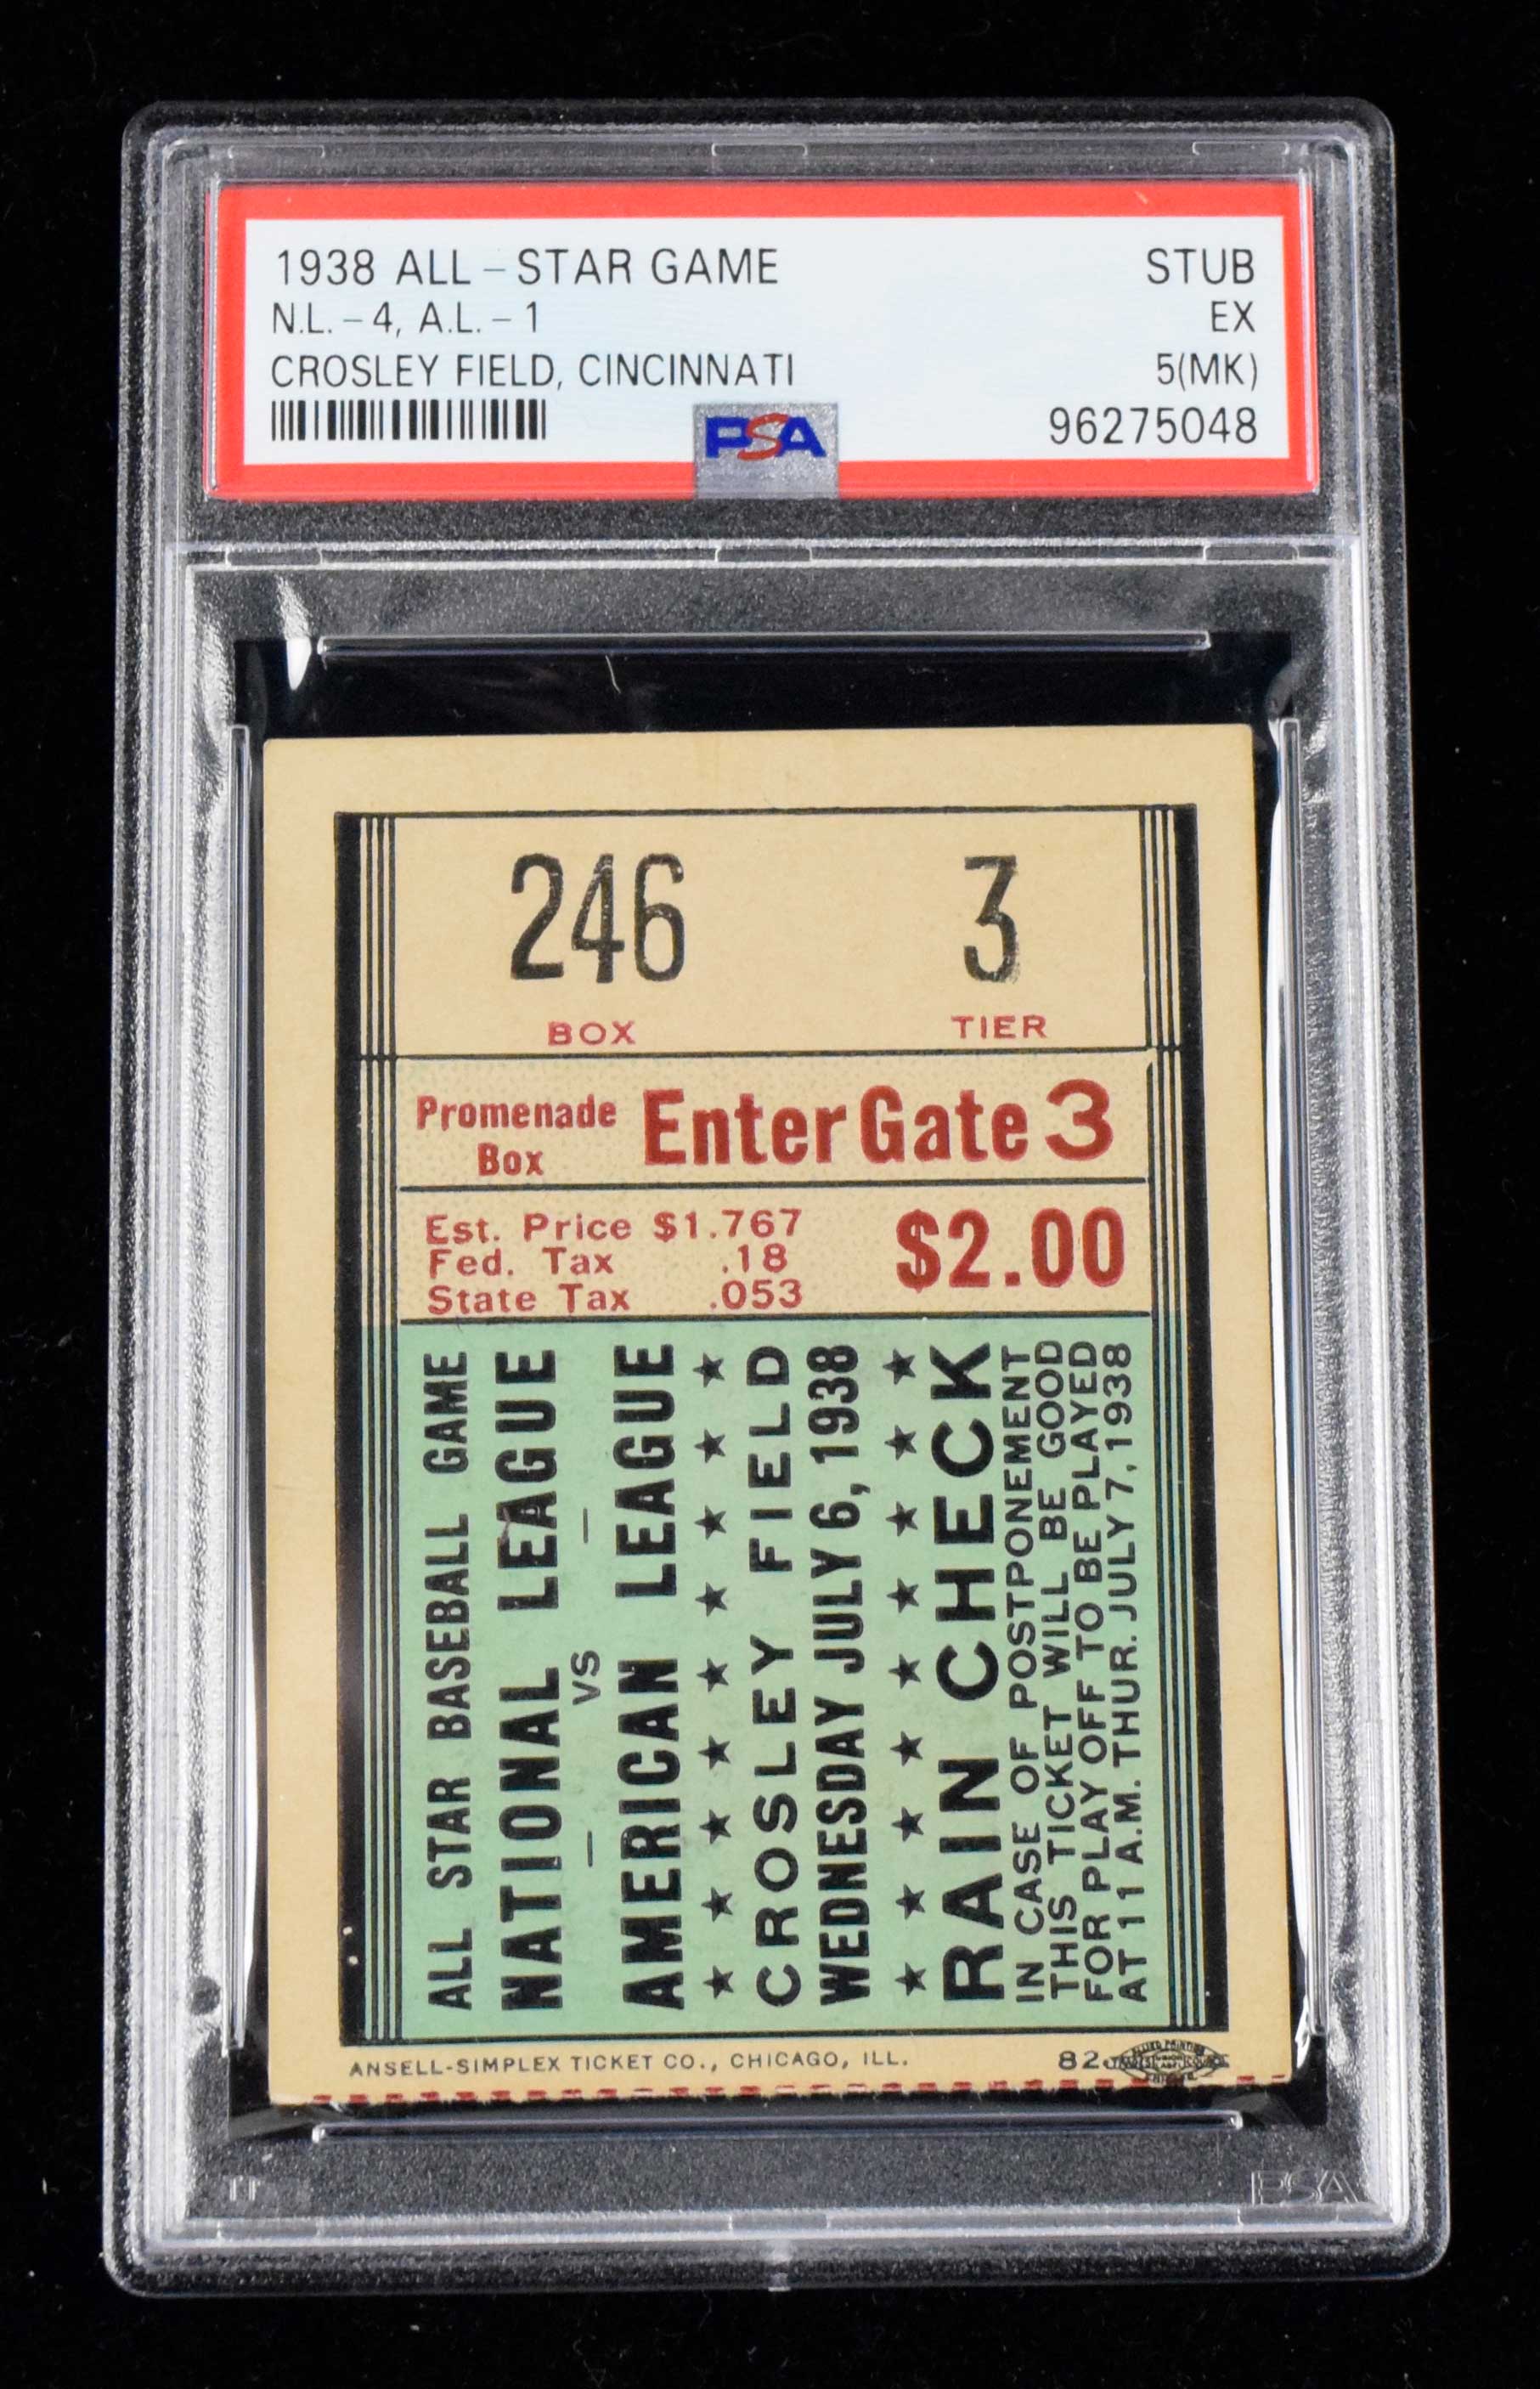 1938 ALL-STAR GAME STUB
N.L.-4, A.L.-1 EX
CROSLEY FIELD, CINCINNATI 5(MK)
PSA 96275048
246 3
BOX TIER
Promenade Box Enter Gate 3
Est. Price $1.767
Fed. Tax .18
State Tax .053
$2.00
ALL STAR BASEBALL GAME
NATIONAL LEAGUE
— VS —
AMERICAN LEAGUE
★ ★ ★ ★ ★ ★ ★ ★ ★
CROSLEY FIELD
WEDNESDAY JULY 6, 1938
★ ★ ★ ★ ★ ★ ★ ★ ★
RAIN CHECK
IN CASE OF POSTPONEMENT
THIS TICKET WILL BE GOOD
FOR PLAY OFF TO BE PLAYED
AT 11 A.M. THUR. JULY 7, 1938
ANSELL-SIMPLEX TICKET CO., CHICAGO, ILL.
PSA